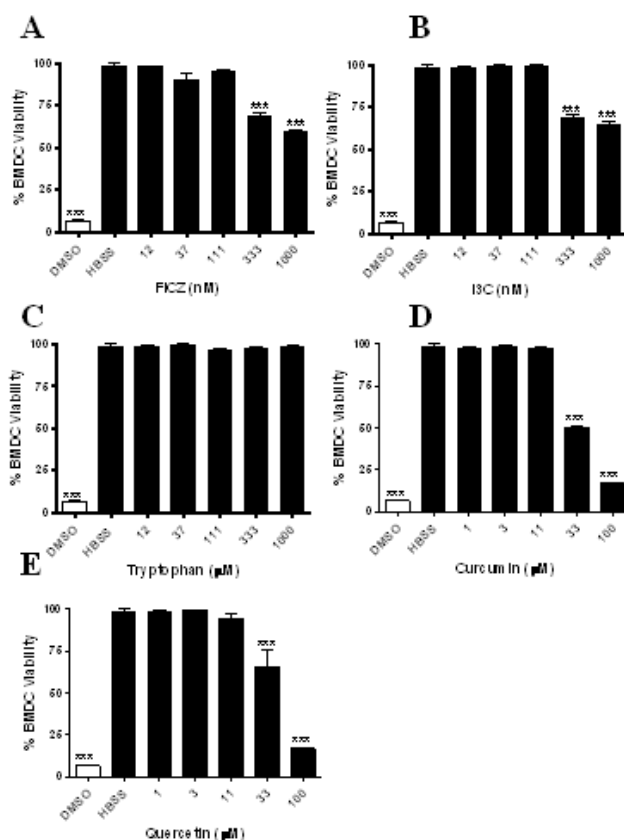 A
% BMDC Viability
100
75
50
25
0
***
***
***
DMSO
HBSS
12
37
111
333
1000
FICZ (nM)
B
% BMDC Viability
100
75
50
25
0
***
***
***
DMSO
HBSS
12
37
111
333
1000
I3C (nM)
C
% BMDC Viability
100
75
50
25
0
***
DMSO
HBSS
12
37
111
333
1000
Tryptophan (µM)
D
% BMDC Viability
100
75
50
25
0
***
***
***
DMSO
HBSS
1
3
11
33
100
Curcumin (µM)
E
% BMDC Viability
100
75
50
25
0
***
***
***
DMSO
HBSS
1
3
11
33
100
Quercetin (µM)